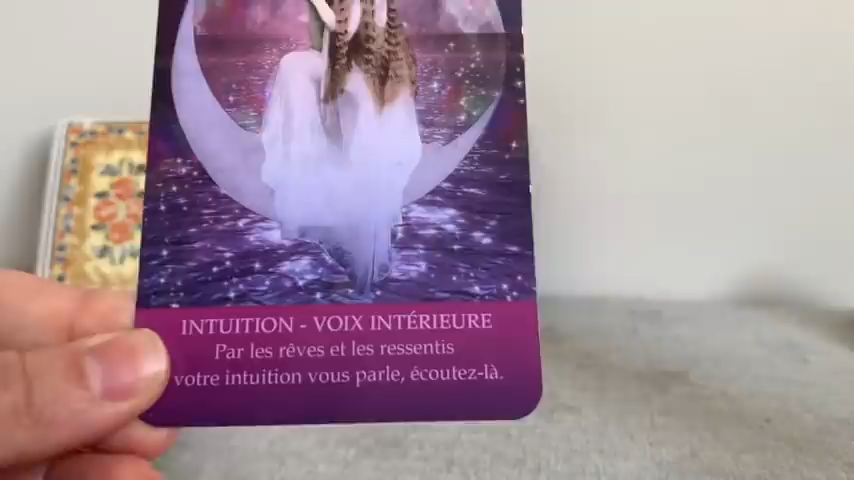 INTUITION - VOIX INTÉRIEURE
Par les rêves et les ressentis
votre intuition vous parle, écoutez-là.